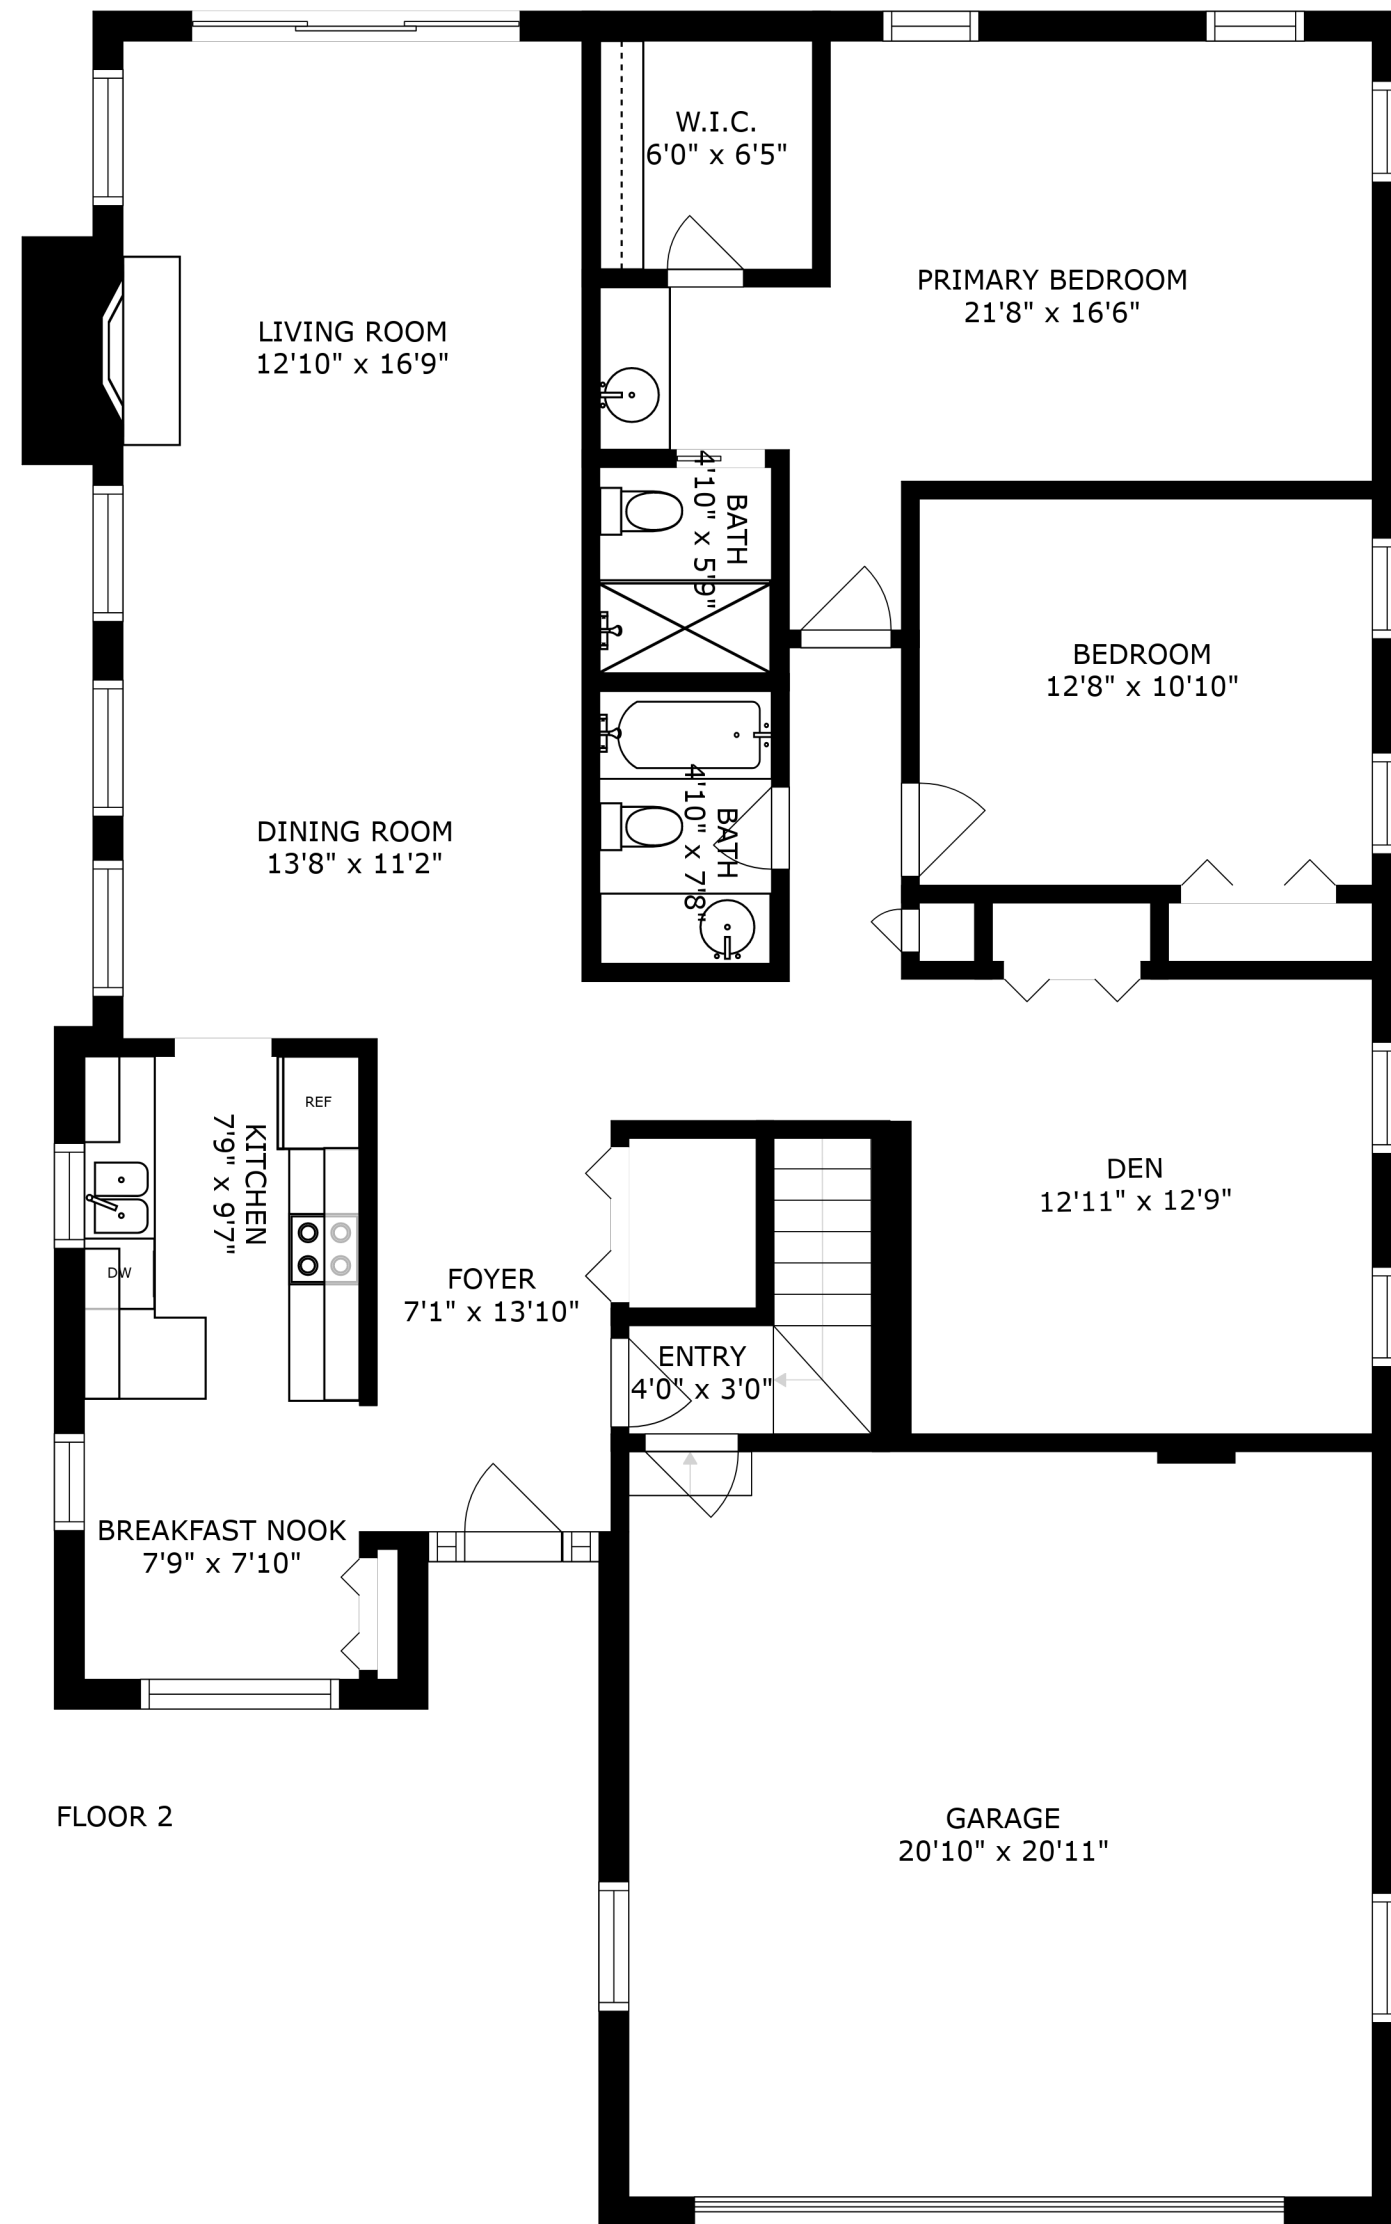 W.I.C.
6'0" x 6'5"
PRIMARY BEDROOM
21'8" x 16'6"
LIVING ROOM
12'10" x 16'9"
BATH
4'10" x 5'9"
BEDROOM
12'8" x 10'10"
DINING ROOM
13'8" x 11'2"
BATH
4'10" x 7'8"
REF
KITCHEN
7'9" x 9'7"
DW
DEN
12'11" x 12'9"
FOYER
7'1" x 13'10"
ENTRY
4'0" x 3'0"
BREAKFAST NOOK
7'9" x 7'10"
FLOOR 2
GARAGE
20'10" x 20'11"